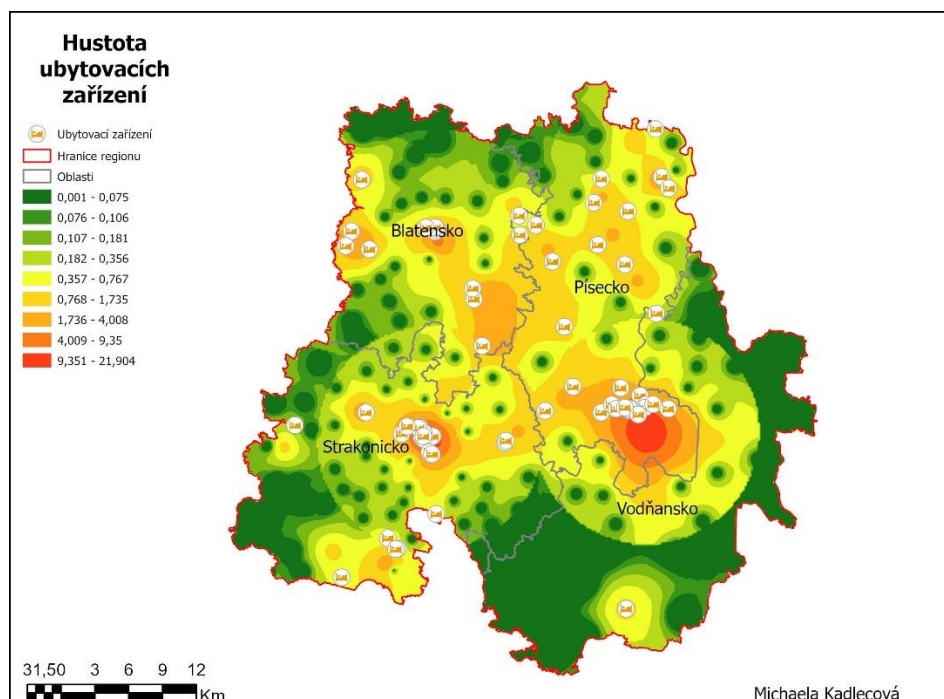 Hustota
ubytovacích
zařízení
Ubytovací zařízení
Hranice regionu
Oblasti
0,001 - 0,075
0,076 - 0,106
0,107 - 0,181
0,182 - 0,356
0,357 - 0,767
0,768 - 1,735
1,736 - 4,008
4,009 - 9,35
9,351 - 21,904
Blatensko
Písecko
Strakonicko
Vodňansko
31,50 3 6 9 12
Km
Michaela Kadlecová